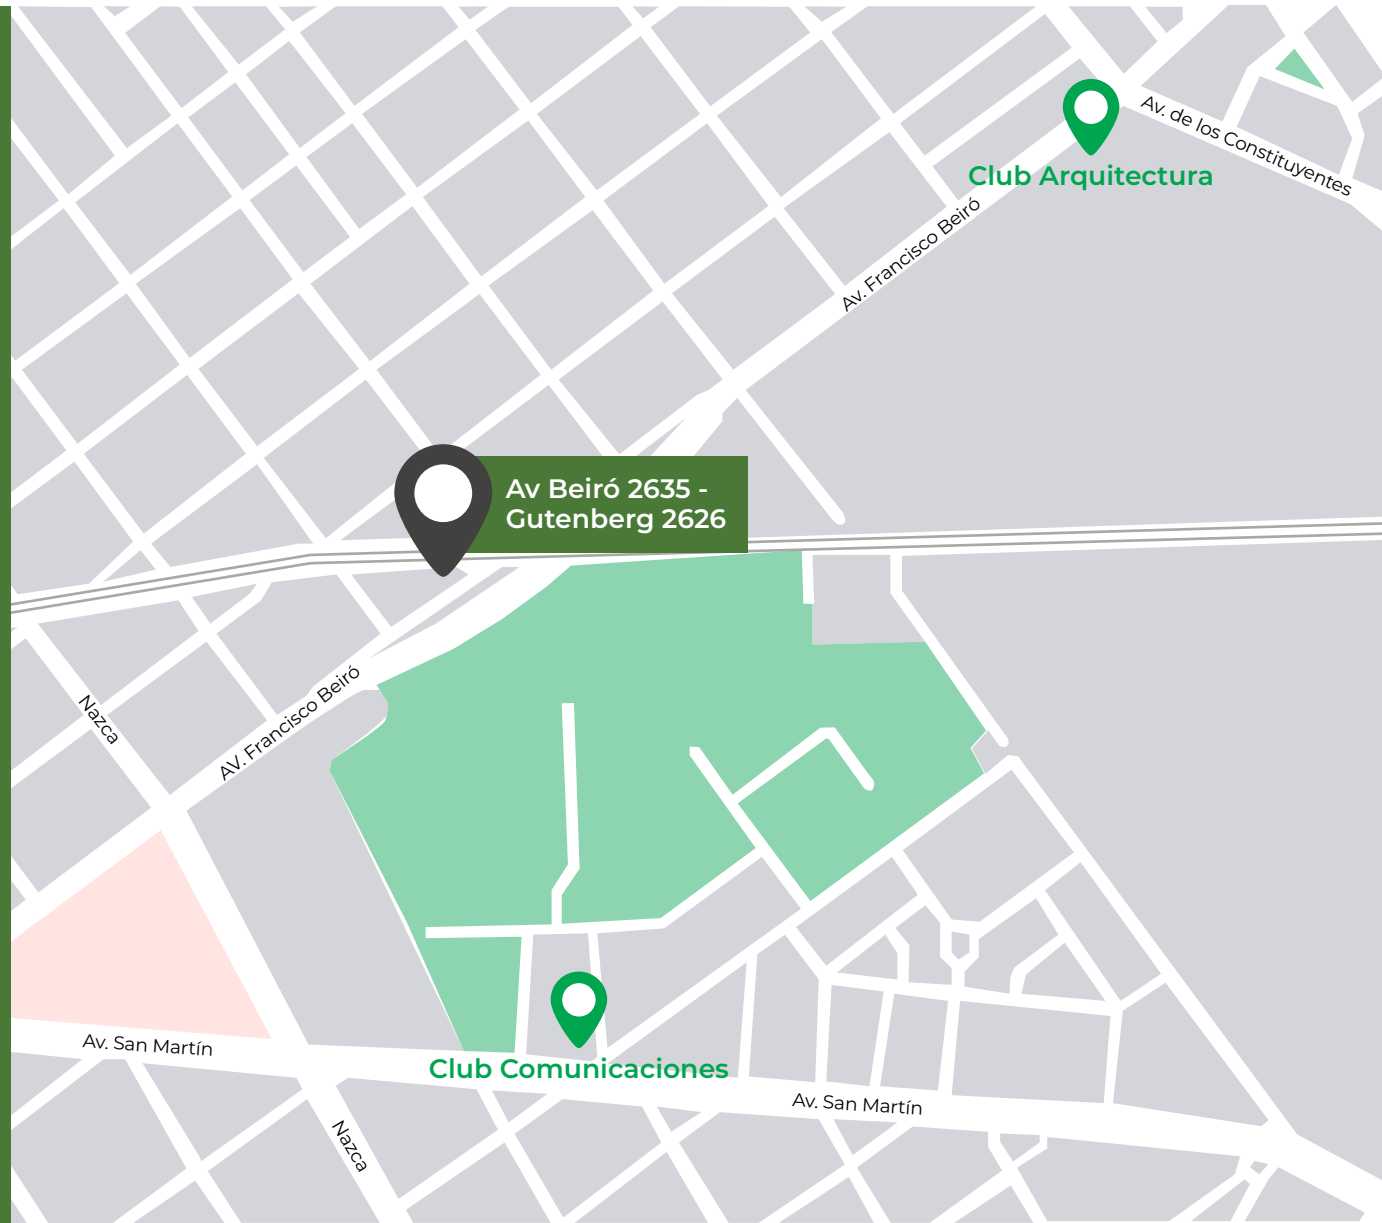 Av. de los Constituyentes
Club Arquitectura
Av. Francisco Beiró
Av Beiró 2635 -
Gutenberg 2626
Nazca
AV. Francisco Beiró
Av. San Martín
Club Comunicaciones
Av. San Martín
Nazca